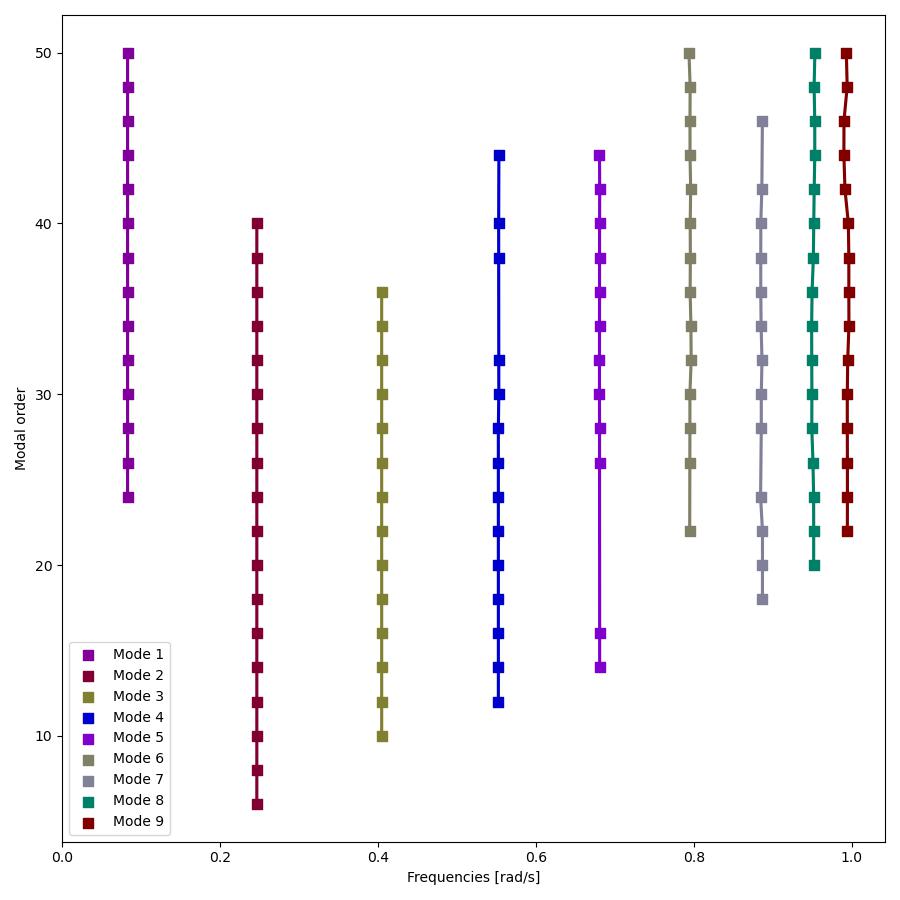 50
40
30
20
10
Modal order
Mode 1
Mode 2
Mode 3
Mode 4
Mode 5
Mode 6
Mode 7
Mode 8
Mode 9
0.0 0.2 0.4 0.6 0.8 1.0
Frequencies [rad/s]